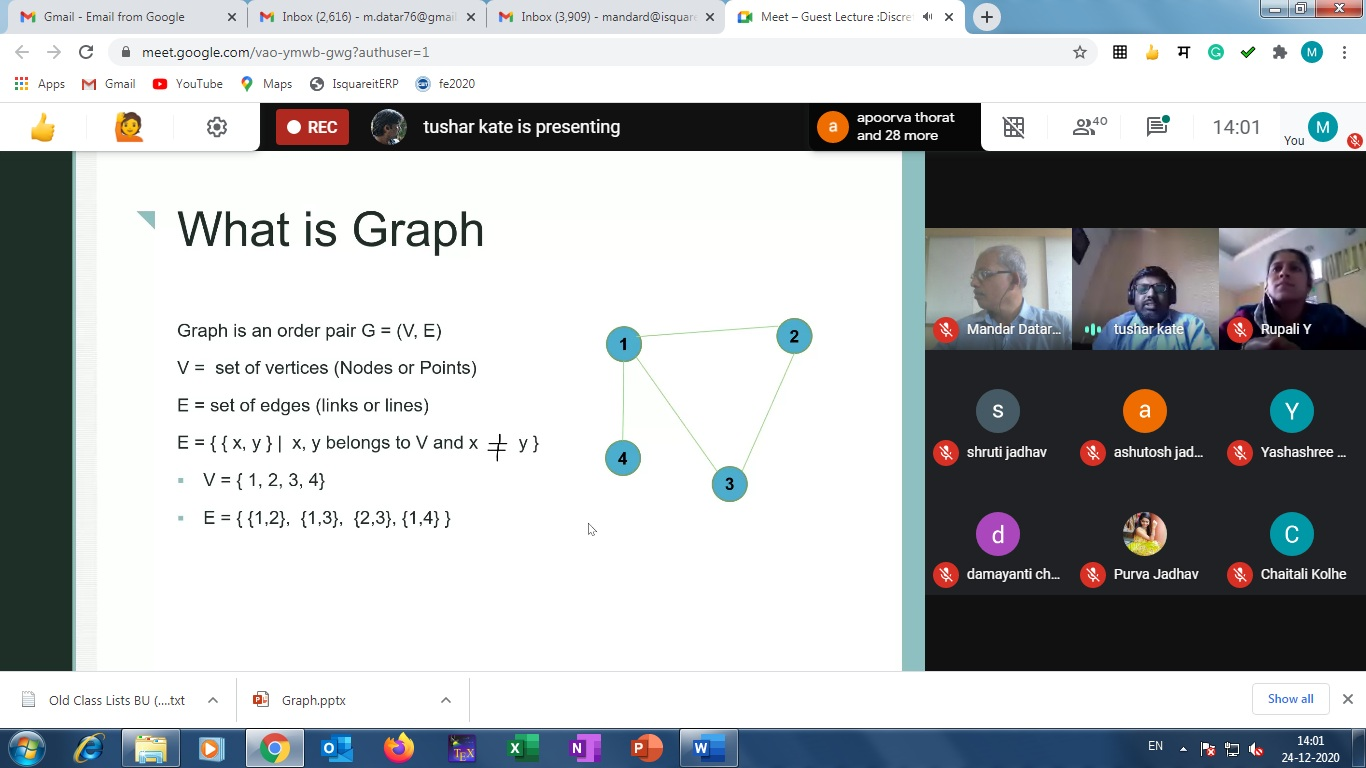 Gmail - Email from Google
Inbox (2,616) - m.datar76@gmail
Inbox (3,909) - mandard@isquare
Meet – Guest Lecture :Discre
meet.google.com/vao-ymwb-gwg?authuser=1
म
G
M
Apps
Gmail
YouTube
Maps
IsquareitERP
fe2020
REC
tushar kate is presenting
a
apoorva thorat
and 28 more
40
14:01
You
M
What is Graph
Graph is an order pair G = (V, E)
V = set of vertices (Nodes or Points)
E = set of edges (links or lines)
E = { { x, y } | x, y belongs to V and x ≠ y }
V = { 1, 2, 3, 4}
E = { {1,2}, {1,3}, {2,3}, {1,4} }
1
2
4
3
Mandar Datar...
tushar kate
Rupali Y
s
a
Y
shruti jadhav
ashutosh jad...
Yashashree ...
d
C
damayanti ch...
Purva Jadhav
Chaitali Kolhe
Old Class Lists BU (....txt
Graph.pptx
Show all
TEX
EN
14:01
24-12-2020